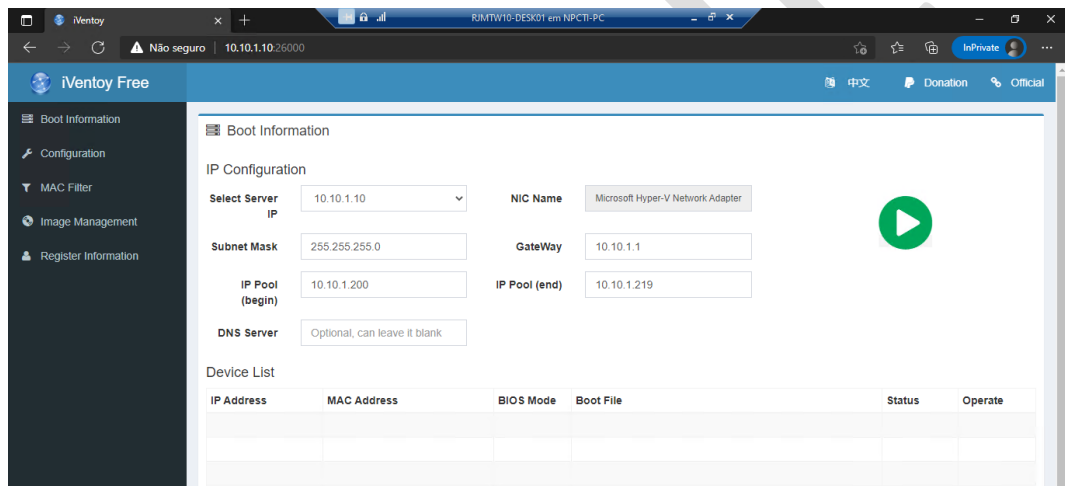 iVentoy
RJMTW10-DESK01 em NPCTI-PC
Não seguro | 10.10.1.10:26000
InPrivate
iVentoy Free
中文
Donation
Official
Boot Information
Configuration
MAC Filter
Image Management
Register Information
Boot Information
IP Configuration
Select Server IP
10.10.1.10
NIC Name
Microsoft Hyper-V Network Adapter
Subnet Mask
255.255.255.0
GateWay
10.10.1.1
IP Pool (begin)
10.10.1.200
IP Pool (end)
10.10.1.219
DNS Server
Optional, can leave it blank
Device List
IP Address MAC Address BIOS Mode Boot File Status Operate